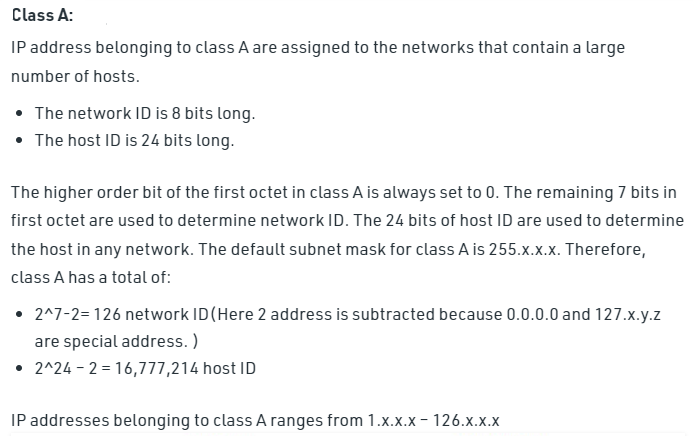 Class A:
IP address belonging to class A are assigned to the networks that contain a large
number of hosts.
• The network ID is 8 bits long.
• The host ID is 24 bits long.
The higher order bit of the first octet in class A is always set to 0. The remaining 7 bits in
first octet are used to determine network ID. The 24 bits of host ID are used to determine
the host in any network. The default subnet mask for class A is 255.x.x.x. Therefore,
class A has a total of:
• 2^7-2= 126 network ID(Here 2 address is subtracted because 0.0.0.0 and 127.x.y.z
are special address. )
• 2^24 – 2 = 16,777,214 host ID
IP addresses belonging to class A ranges from 1.x.x.x – 126.x.x.x